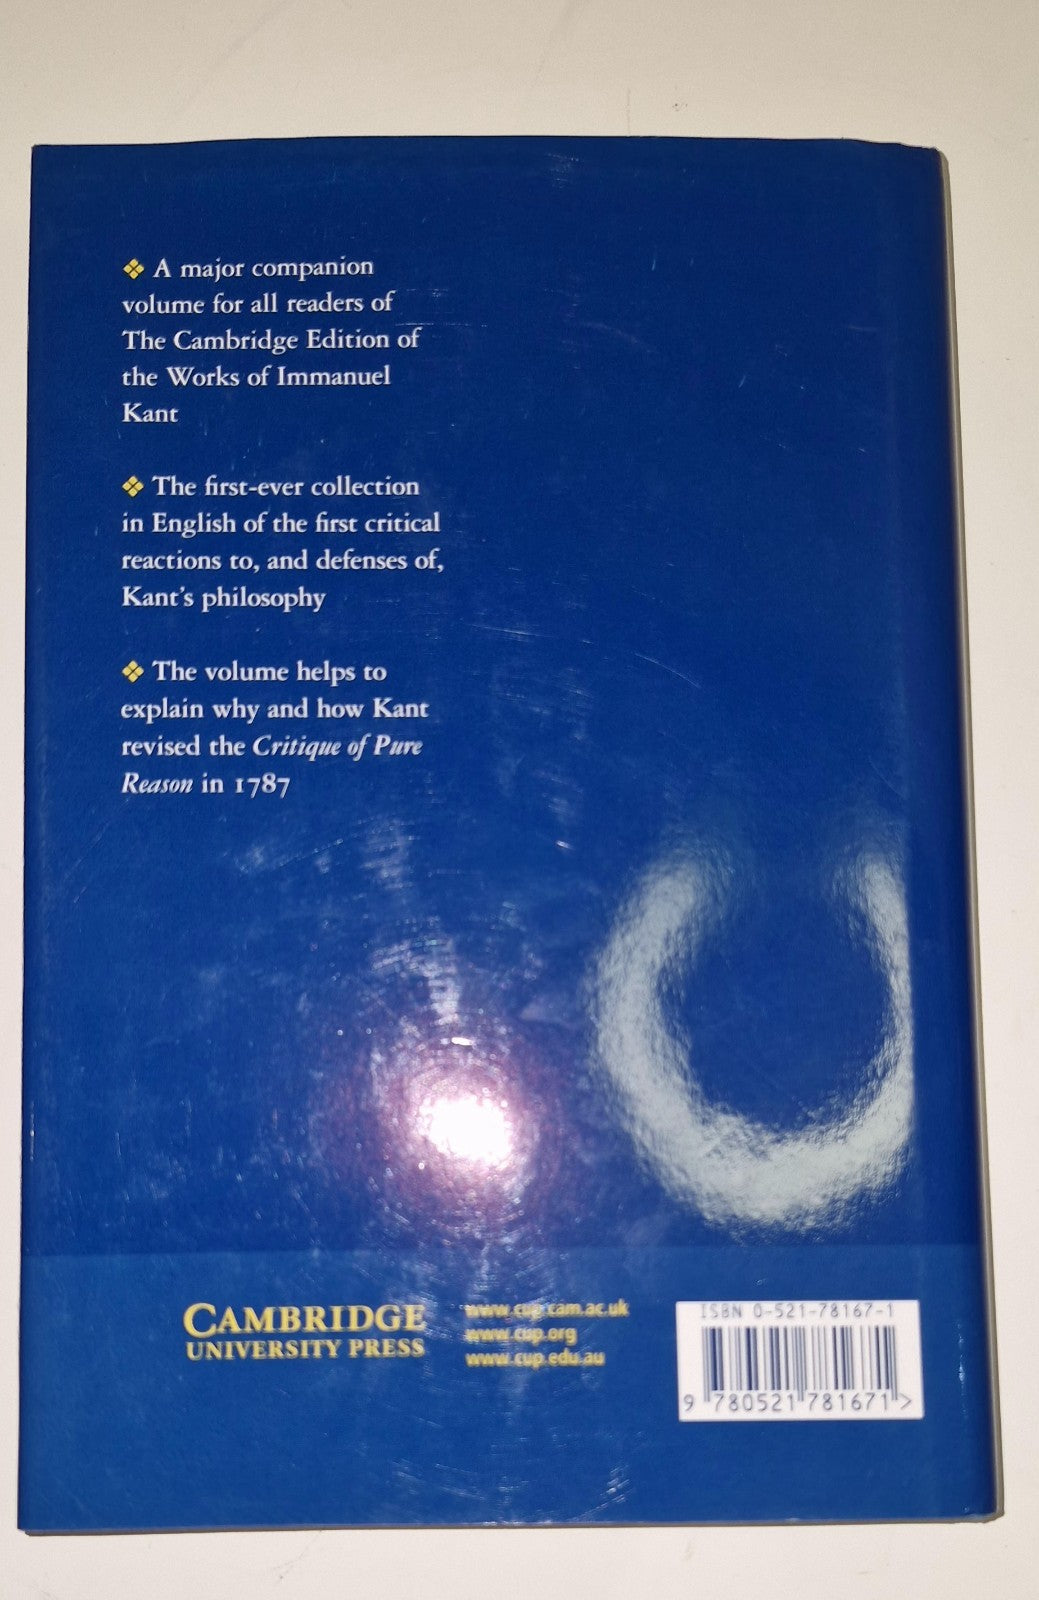 ❖ A major companion
volume for all readers of
The Cambridge Edition of
the Works of Immanuel
Kant
❖ The first-ever collection
in English of the first critical
reactions to, and defenses of,
Kant's philosophy
❖ The volume helps to
explain why and how Kant
revised the Critique of Pure
Reason in 1787
CAMBRIDGE
UNIVERSITY PRESS
www.cup.cam.ac.uk
www.cup.org
www.cup.edu.au
ISBN 0-521-78167-1
9 780521 781671 >